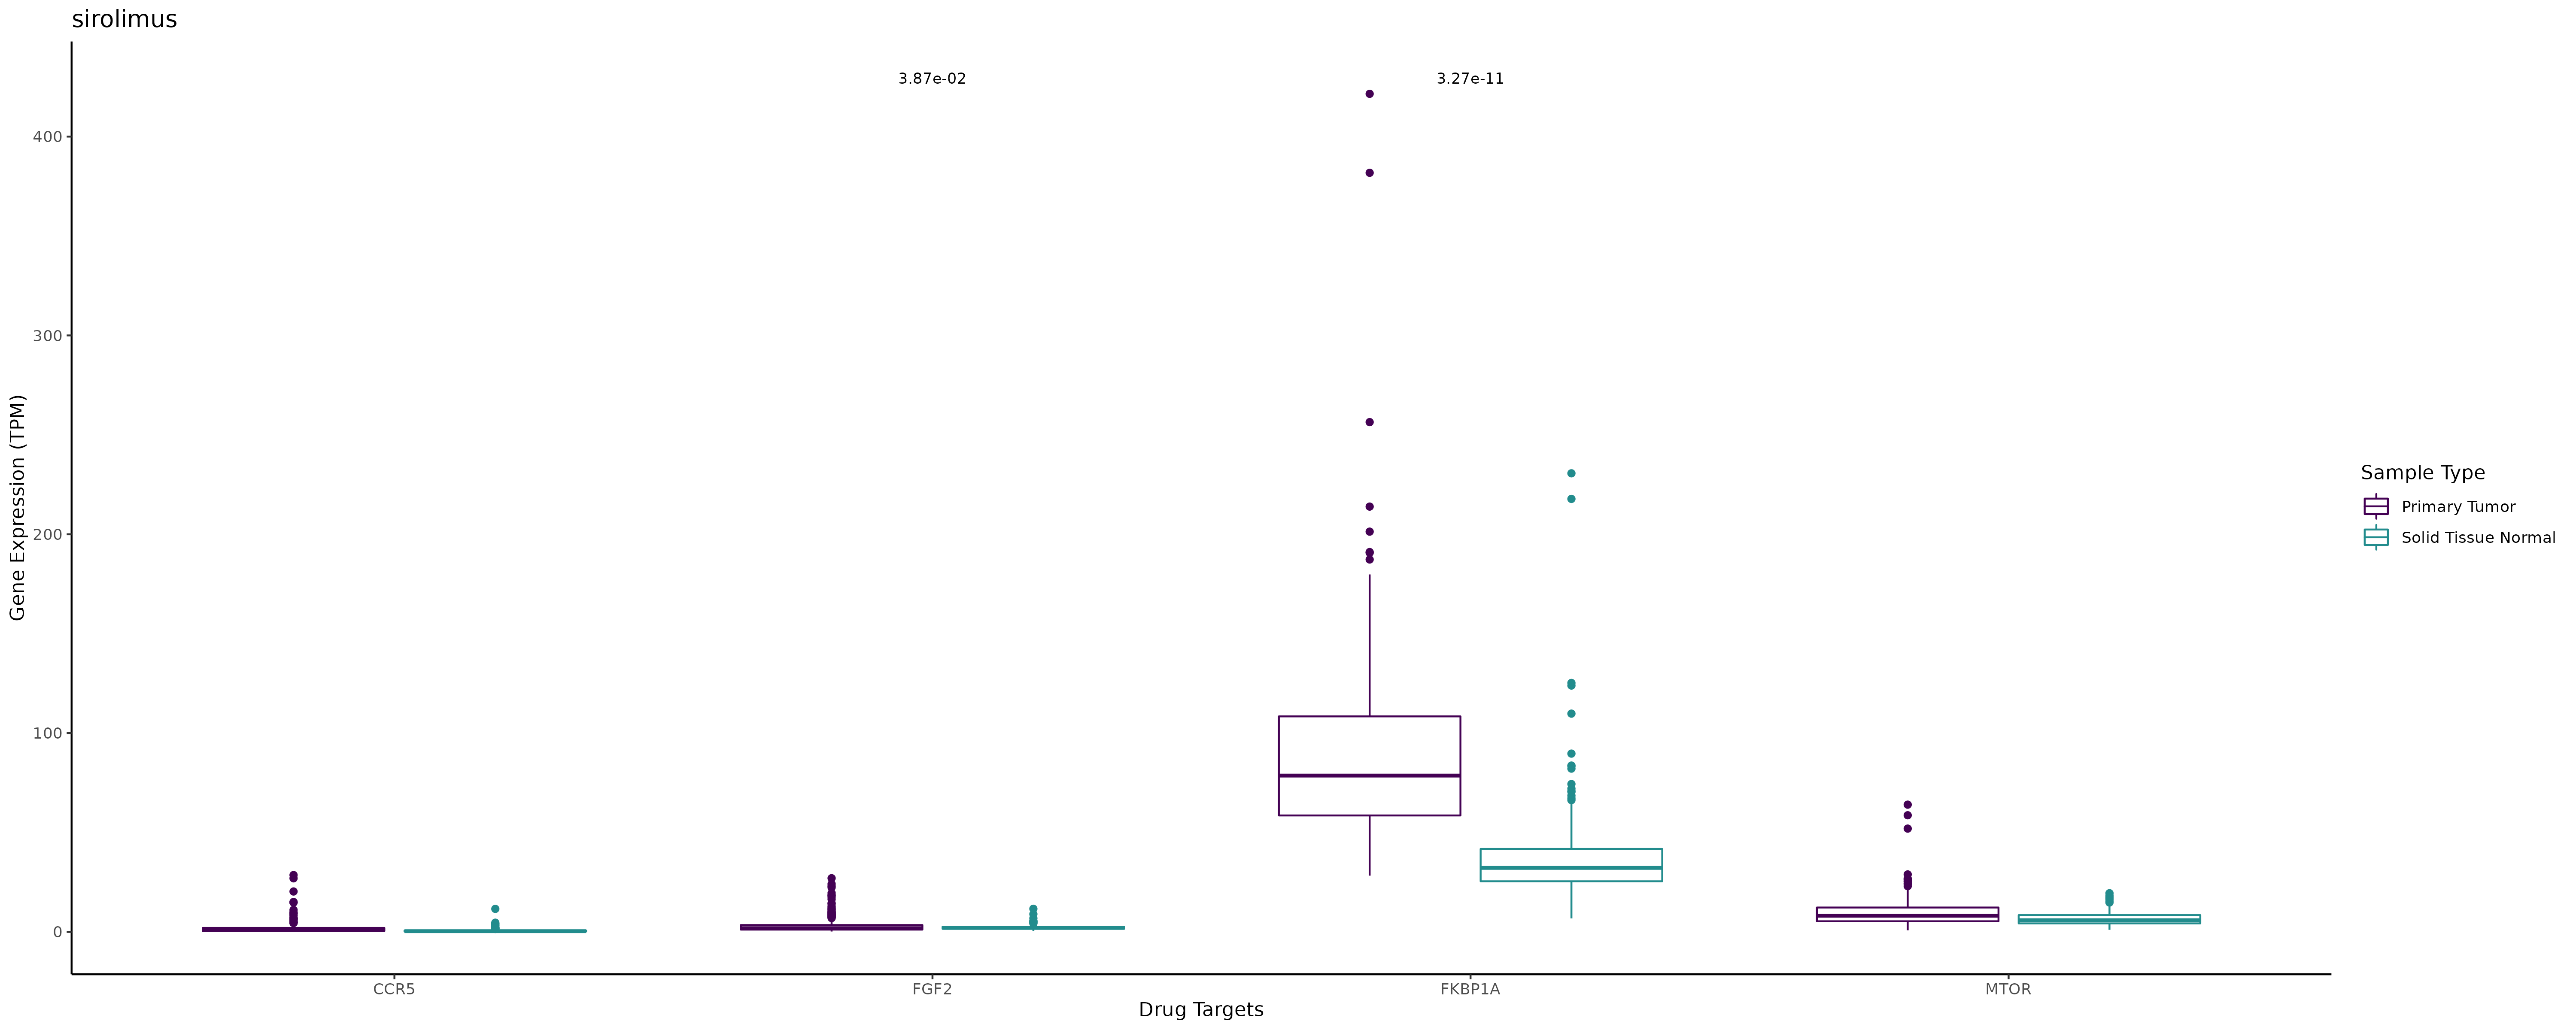 sirolimus
3.87e-02
3.27e-11
400
300
200
100
0
Gene Expression (TPM)
CCR5
FGF2
FKBP1A
MTOR
Drug Targets
Sample Type
Primary Tumor
Solid Tissue Normal